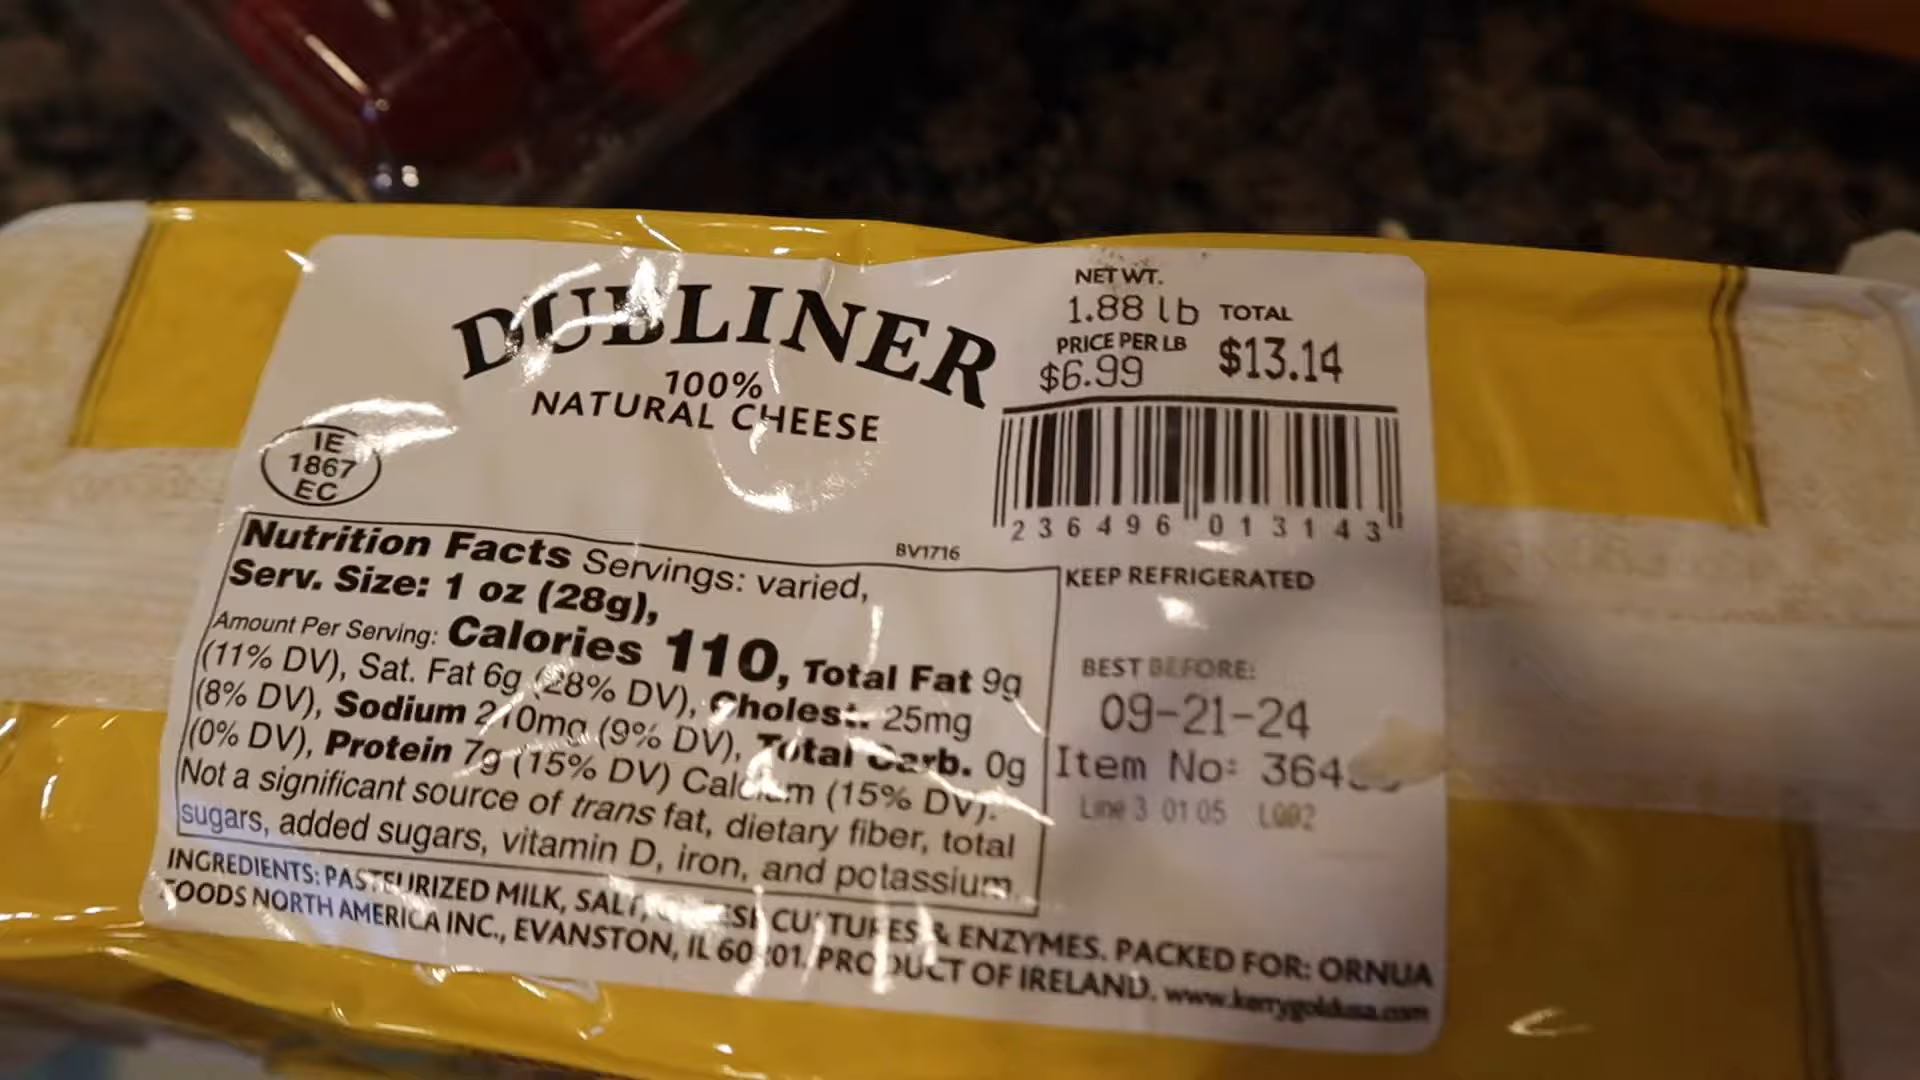 DUBLINER
100%
NATURAL CHEESE
IE
1867
EC
NET WT.
1.88 lb
TOTAL
PRICE PER LB
$6.99
$13.14
2 36496 013143
BV1716
KEEP REFRIGERATED
BEST BEFORE:
09-21-24
Item No:
Line 3 01 05 L002
Nutrition Facts Servings: varied,
Serv. Size: 1 oz (28g),
Amount Per Serving: Calories 110, Total Fat 9g
(11% DV), Sat. Fat 6g (28% DV), Cholest. 25mg
(8% DV), Sodium 210mg (9% DV), Total Carb. 0g
(0% DV), Protein 7g (15% DV) Calcium (15% DV).
Not a significant source of trans fat, dietary fiber, total
sugars, added sugars, vitamin D, iron, and potassium.
INGREDIENTS: PASTEURIZED MILK, SALT, CHEESE CULTURES & ENZYMES. PACKED FOR: ORNUA
FOODS NORTH AMERICA INC., EVANSTON, IL 60201. PRODUCT OF IRELAND. www.kerrygoldusa.com